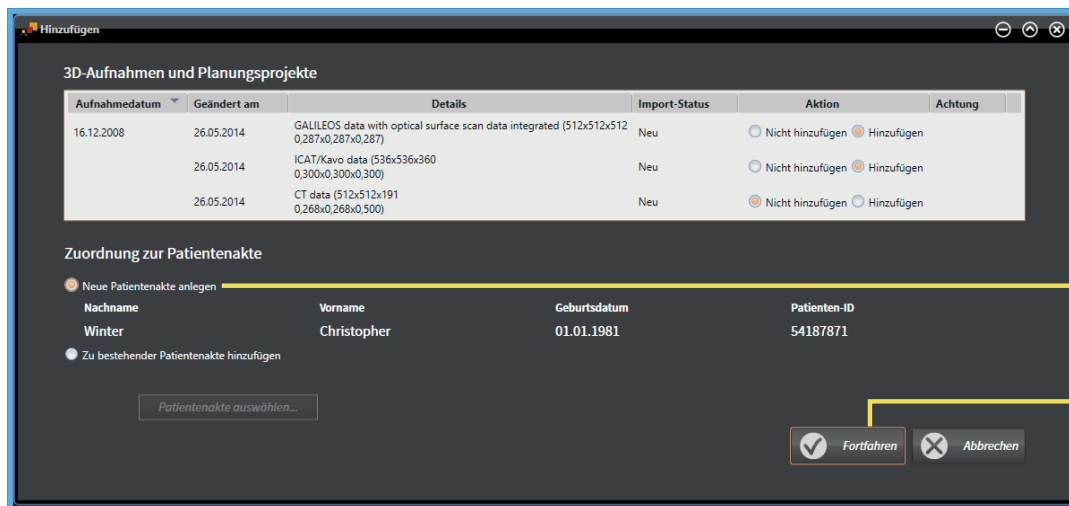 Hinzufügen
3D-Aufnahmen und Planungsprojekte
Aufnahmedatum Geändert am Details Import-Status Aktion Achtung
16.12.2008 26.05.2014 GALILEOS data with optical surface scan data integrated (512x512x512 Neu Nicht hinzufügen Hinzufügen
0,287x0,287x0,287)
26.05.2014 ICAT/Kavo data (536x536x360 Neu Nicht hinzufügen Hinzufügen
0,300x0,300x0,300)
26.05.2014 CT data (512x512x191 Neu Nicht hinzufügen Hinzufügen
0,268x0,268x0,500)
Zuordnung zur Patientenakte
Neue Patientenakte anlegen
Nachname Vorname Geburtsdatum Patienten-ID
Winter Christopher 01.01.1981 54187871
Zu bestehender Patientenakte hinzufügen
Patientenakte auswählen...
Fortfahren Abbrechen